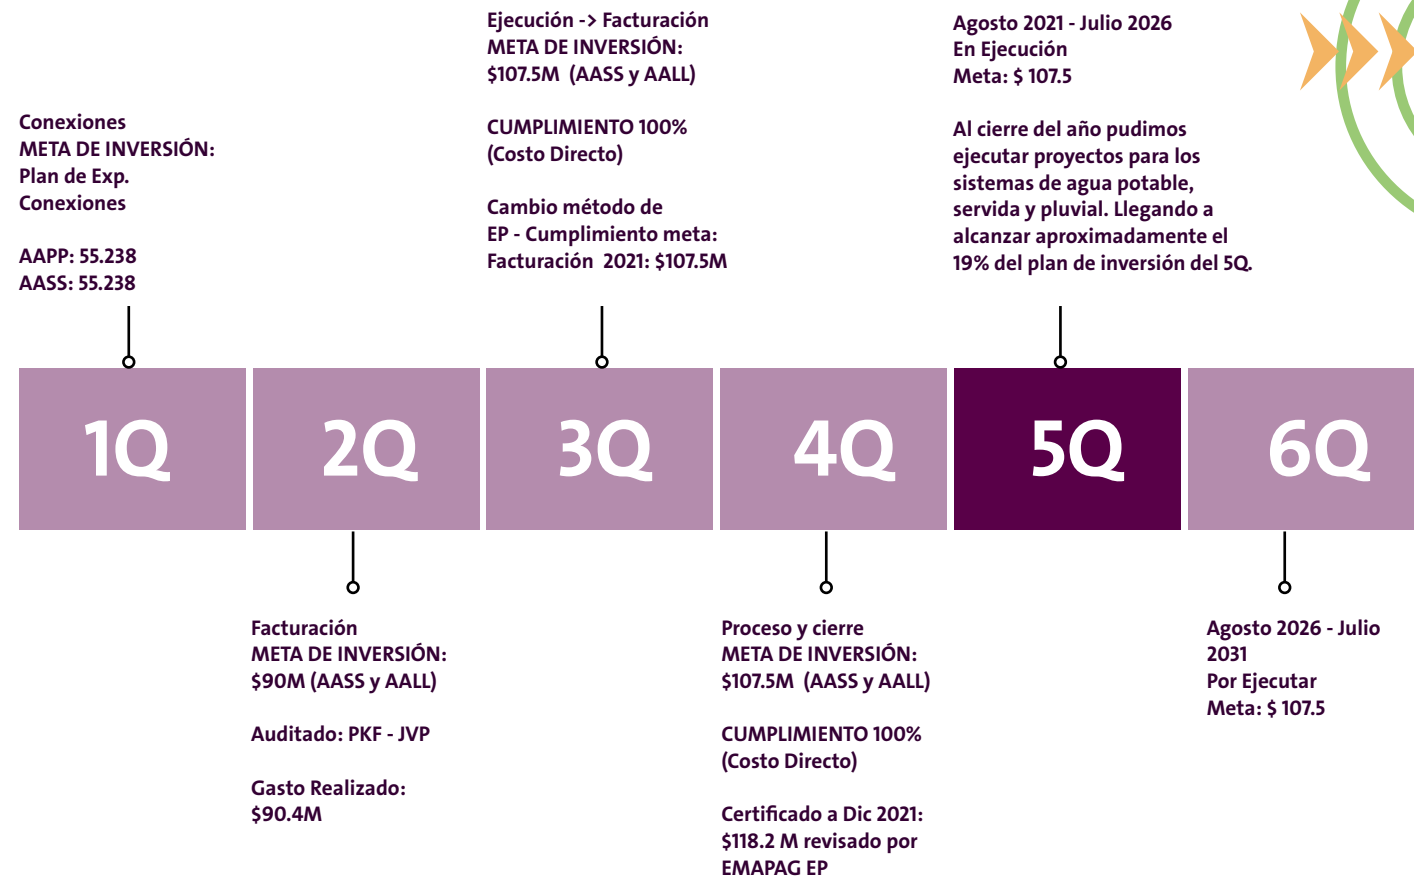 Conexiones
META DE INVERSIÓN:
Plan de Exp.
Conexiones
AAPP: 55.238
AASS: 55.238
Ejecución -> Facturación
META DE INVERSIÓN:
$107.5M (AASS y AALL)
CUMPLIMIENTO 100%
(Costo Directo)
Cambio método de
EP - Cumplimiento meta:
Facturación 2021: $107.5M
Agosto 2021 - Julio 2026
En Ejecución
Meta: $ 107.5
Al cierre del año pudimos
ejecutar proyectos para los
sistemas de agua potable,
servida y pluvial. Llegando a
alcanzar aproximadamente el
19% del plan de inversión del 5Q.
1Q
2Q
3Q
4Q
5Q
6Q
Facturación
META DE INVERSIÓN:
$90M (AASS y AALL)
Auditado: PKF - JVP
Gasto Realizado:
$90.4M
Proceso y cierre
META DE INVERSIÓN:
$107.5M (AASS y AALL)
CUMPLIMIENTO 100%
(Costo Directo)
Certificado a Dic 2021:
$118.2 M revisado por
EMAPAG EP
Agosto 2026 - Julio
2031
Por Ejecutar
Meta: $ 107.5